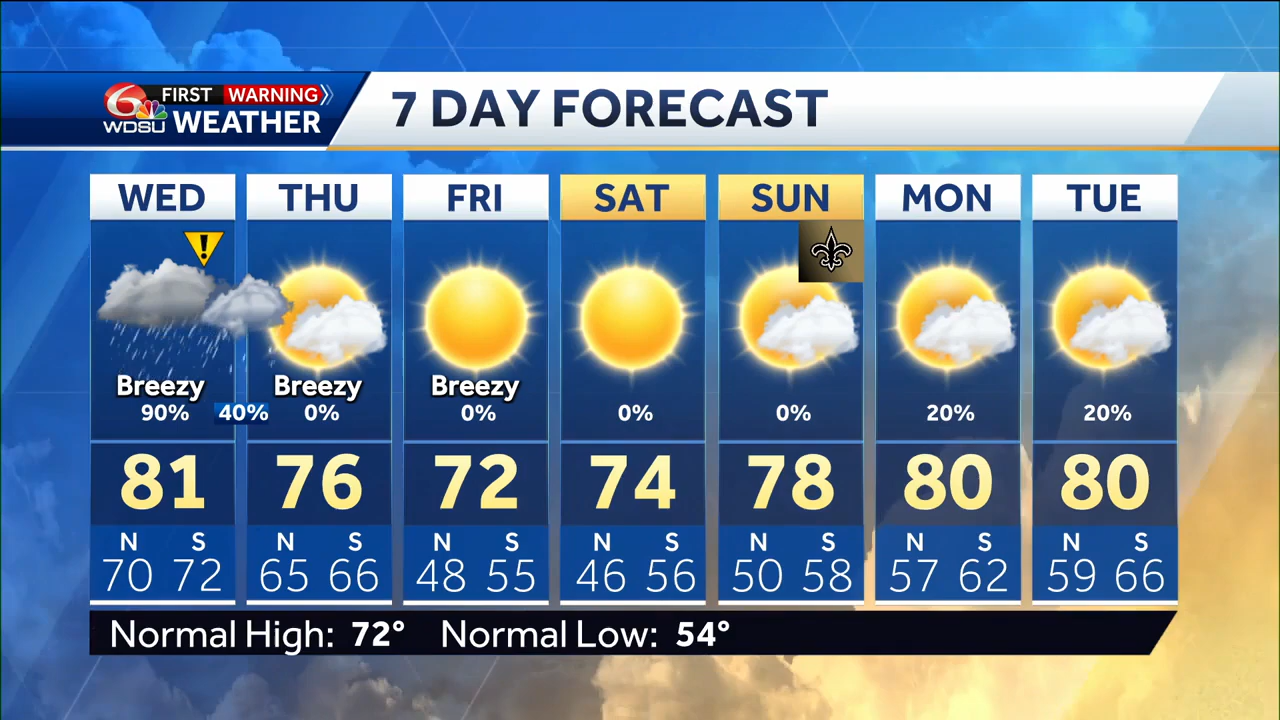 6 FIRST WARNING
WDSU WEATHER
7 DAY FORECAST
WED THU FRI SAT SUN MON TUE
!
Breezy Breezy Breezy
90% 40% 0% 0% 0% 0% 20% 20%
81 76 72 74 78 80 80
N S N S N S N S N S N S N S
70 72 65 66 48 55 46 56 50 58 57 62 59 66
Normal High: 72° Normal Low: 54°